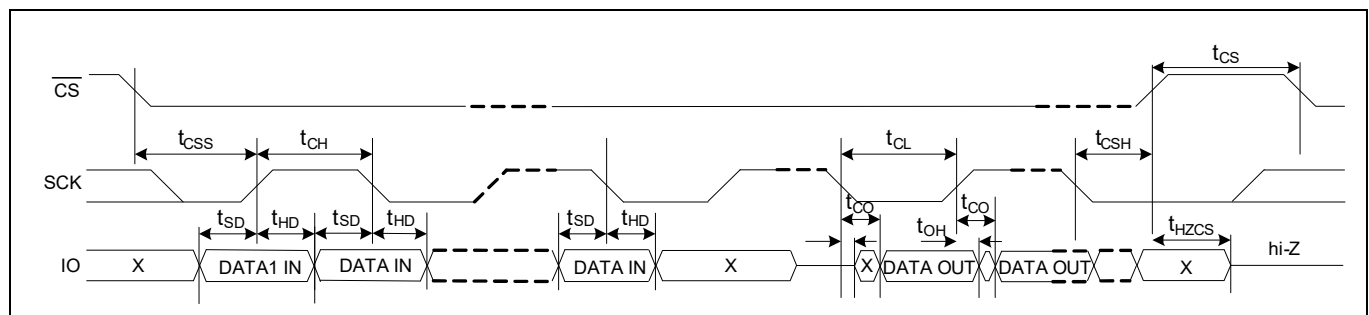 tCS
CS
tCSS tCH tCL tCSH
SCK
tSD tHD tSD tHD tSD tHD tCO tCO
tOH tHZCS
IO X DATA1 IN DATA IN DATA IN X X DATA OUT DATA OUT X hi-Z